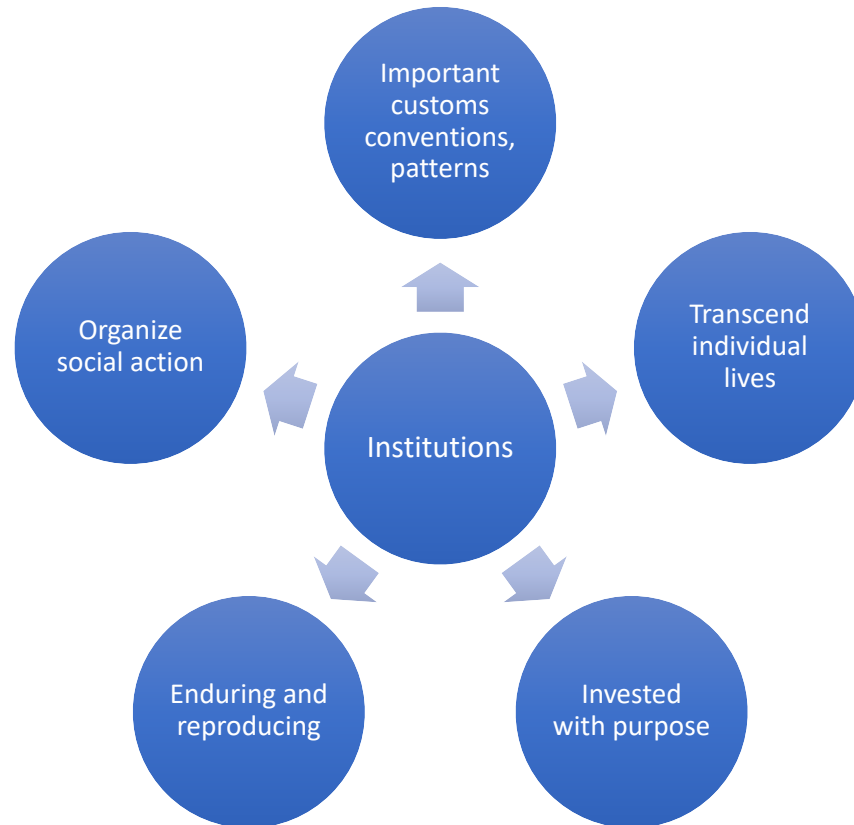 Important
customs
conventions,
patterns
Organize
social action
Transcend
individual
lives
Institutions
Enduring and
reproducing
Invested
with purpose